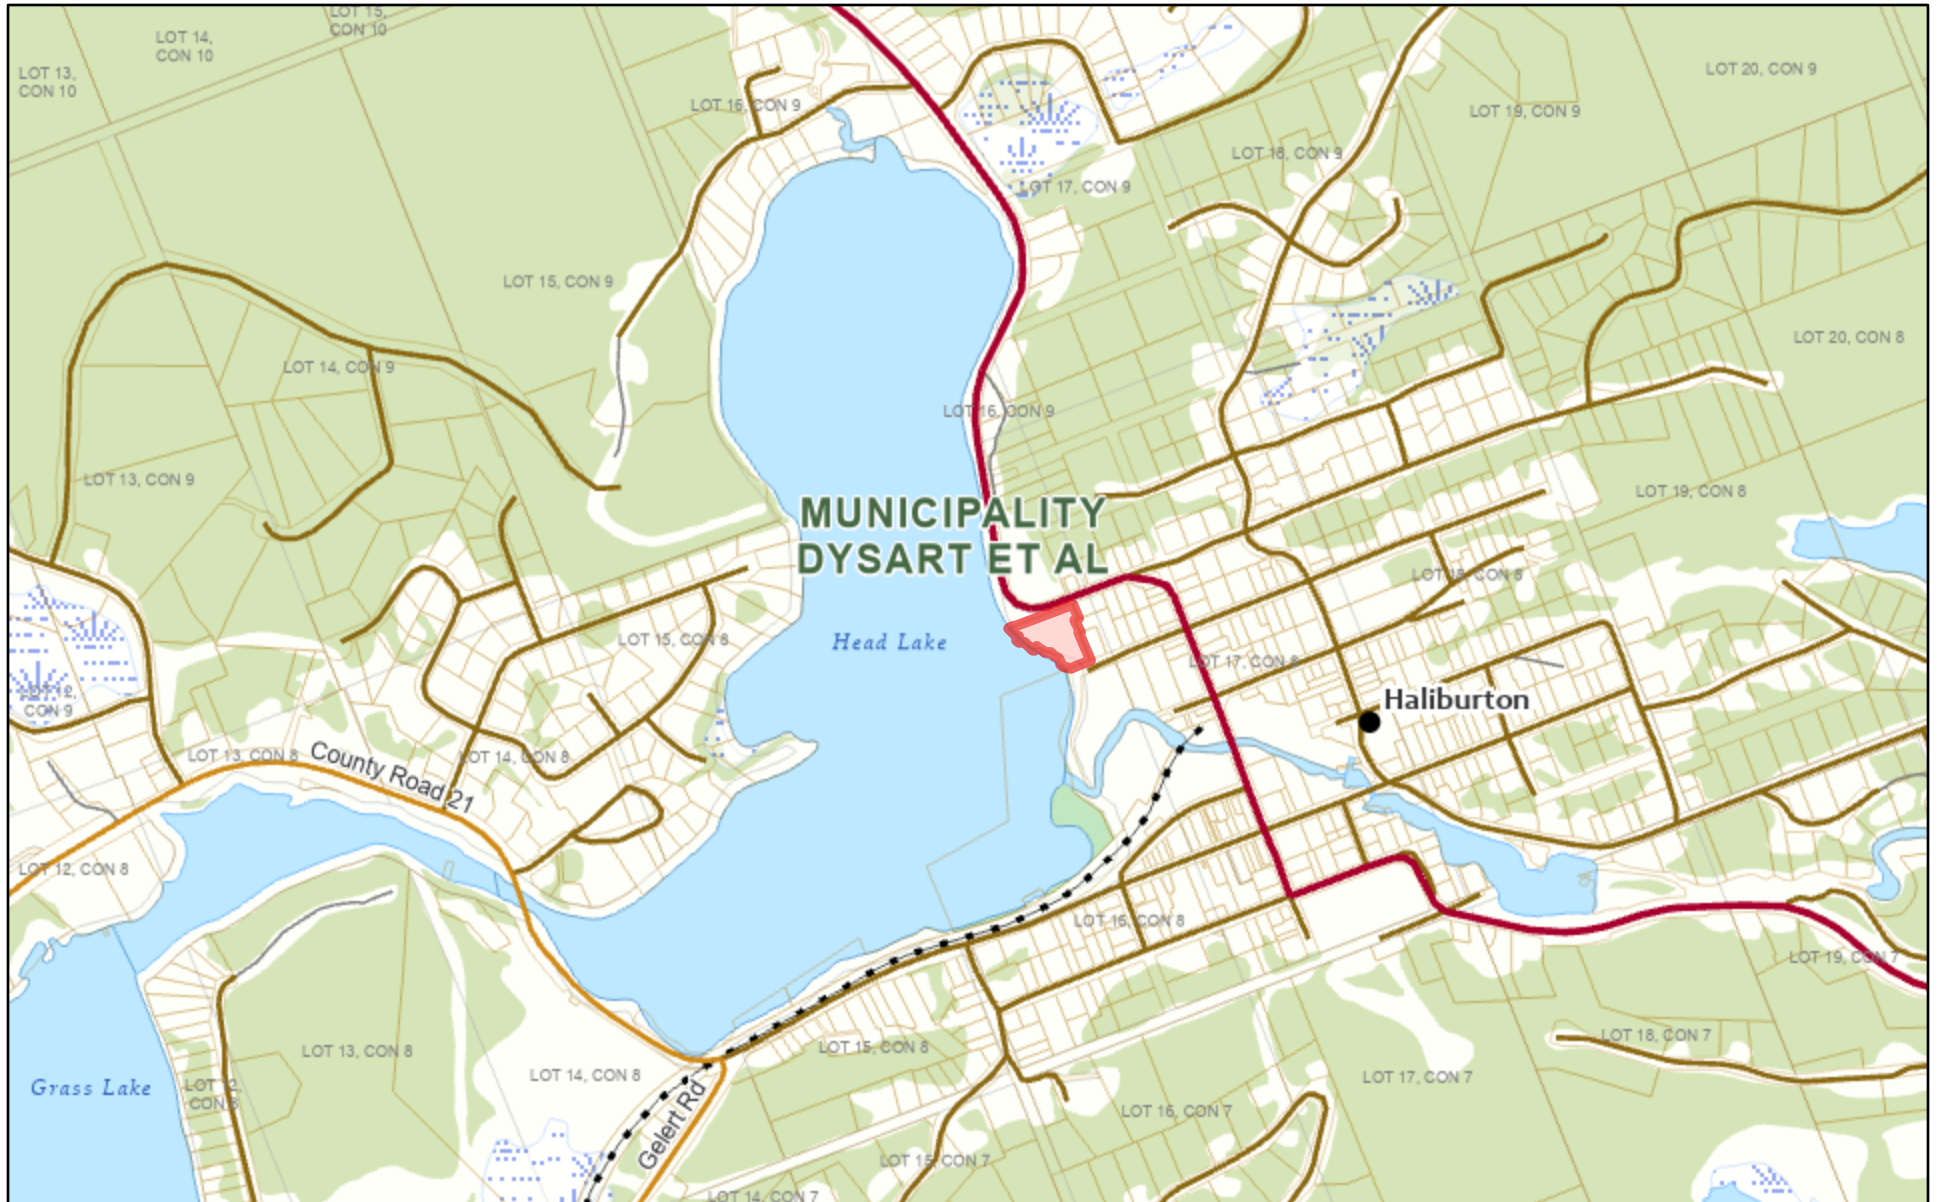 LOT 15,
CON 10
LOT 14,
CON 10
LOT 13,
CON 10
LOT 20, CON 9
LOT 16, CON 9
LOT 19, CON 9
LOT 18, CON 9
LOT 17, CON 9
LOT 15, CON 9
LOT 20, CON 8
LOT 14, CON 9
LOT 16, CON 9
LOT 13, CON 9
LOT 19, CON 8
MUNICIPALITY
DYSART ET AL
LOT 18, CON 8
LOT 15, CON 8
Head Lake
LOT 17, CON 8
LOT 12,
CON 9
Haliburton
LOT 13, CON 8
County Road 21
LOT 14, CON 8
LOT 12, CON 8
LOT 16, CON 8
LOT 19, CON 7
LOT 18, CON 7
LOT 15, CON 8
LOT 13, CON 8
LOT 14, CON 8
LOT 17, CON 7
Grass Lake
LOT 12,
CON 8
Gelert Rd
LOT 16, CON 7
LOT 15, CON 7
LOT 14, CON 7